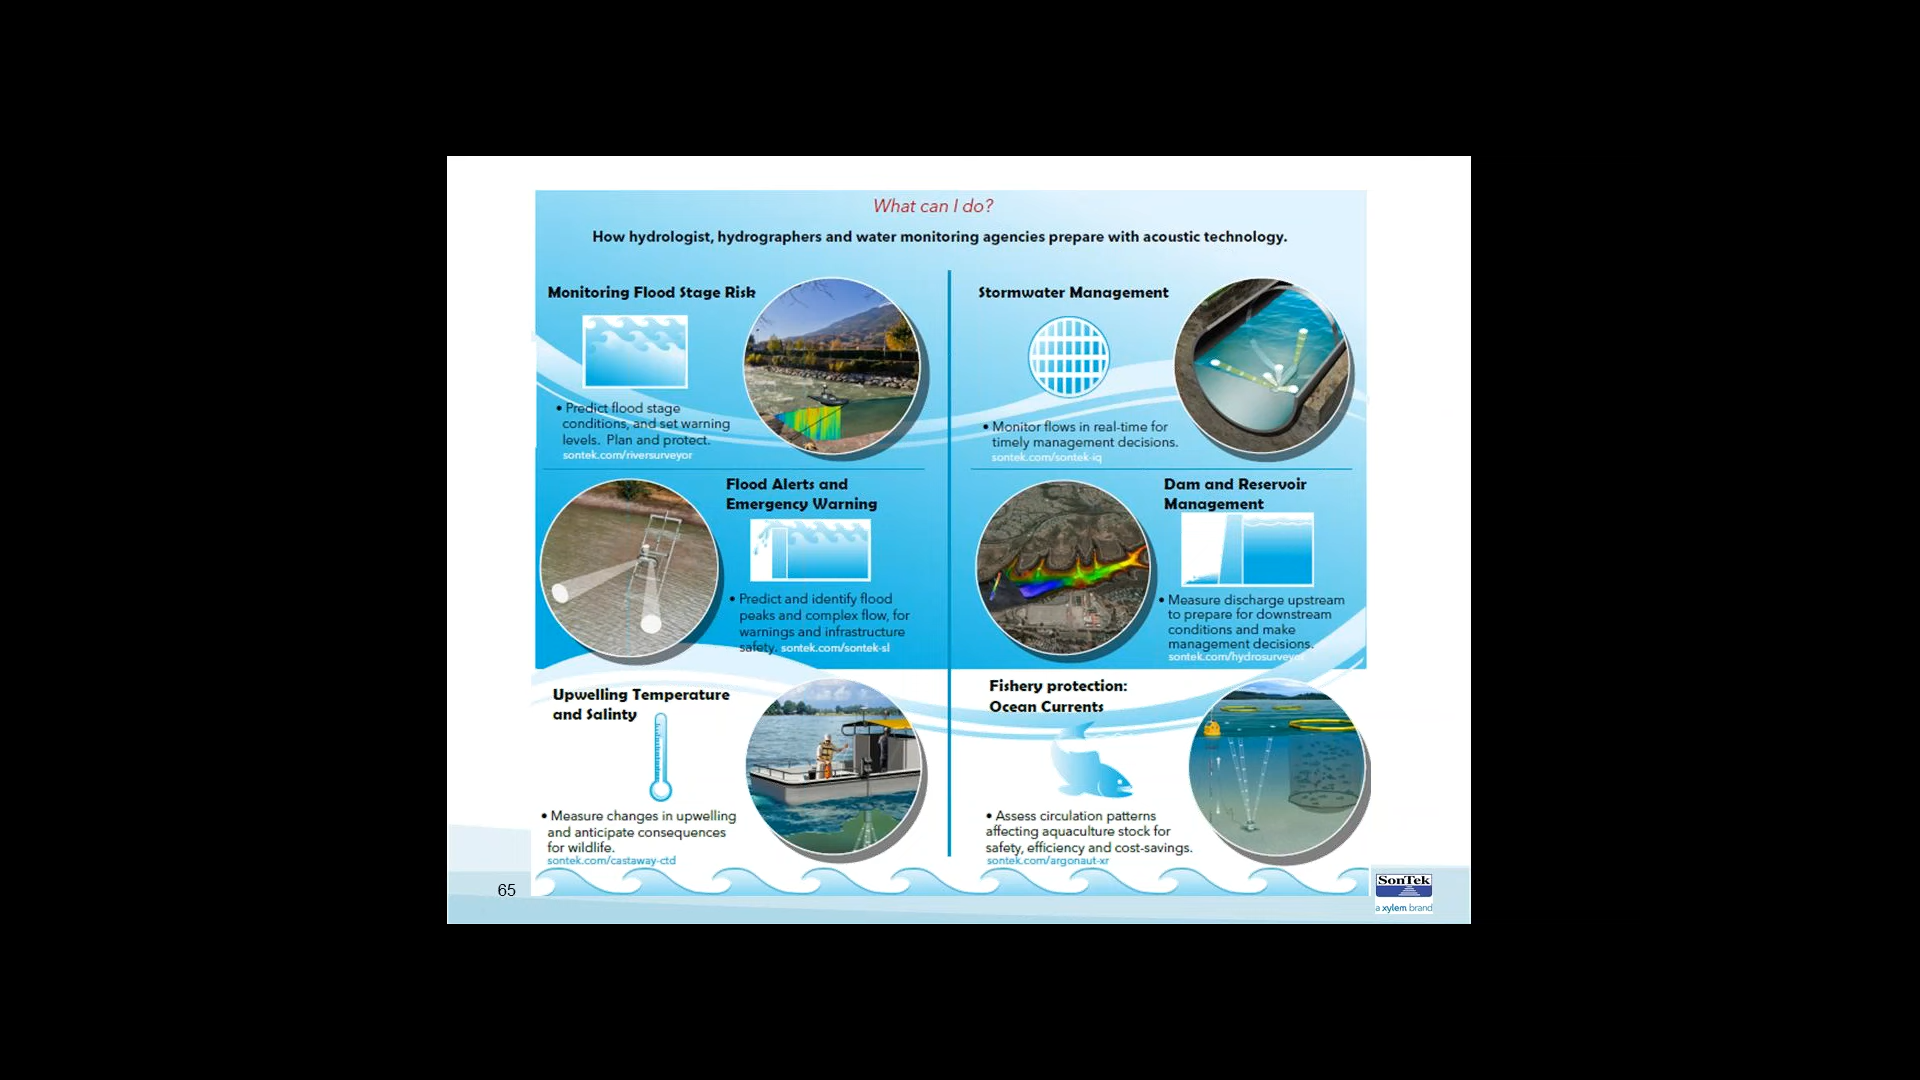 What can I do?
How hydrologist, hydrographers and water monitoring agencies prepare with acoustic technology.
Monitoring Flood Stage Risk
• Predict flood stage
conditions, and set warning
levels. Plan and protect.
sontek.com/riversurveyor
Stormwater Management
• Monitor flows in real-time for
timely management decisions.
sontek.com/sontek-iq
Flood Alerts and
Emergency Warning
• Predict and identify flood
peaks and complex flow, for
warnings and infrastructure
safety. sontek.com/sontek-sl
Dam and Reservoir
Management
• Measure discharge upstream
to prepare for downstream
conditions and make
management decisions.
sontek.com/hydrosurveyor
Upwelling Temperature
and Salinty
• Measure changes in upwelling
and anticipate consequences
for wildlife.
sontek.com/castaway-ctd
Fishery protection:
Ocean Currents
• Assess circulation patterns
affecting aquaculture stock for
safety, efficiency and cost-savings.
sontek.com/argonaut-xr
65
SonTek
a xylem brand